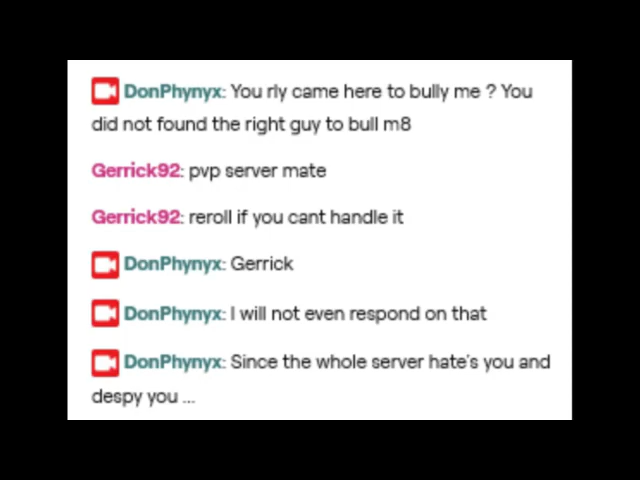 DonPhynyx: You rly came here to bully me ? You
did not found the right guy to bull m8
Gerrick92: pvp server mate
Gerrick92: reroll if you cant handle it
DonPhynyx: Gerrick
DonPhynyx: I will not even respond on that
DonPhynyx: Since the whole server hate's you and
despy you ...